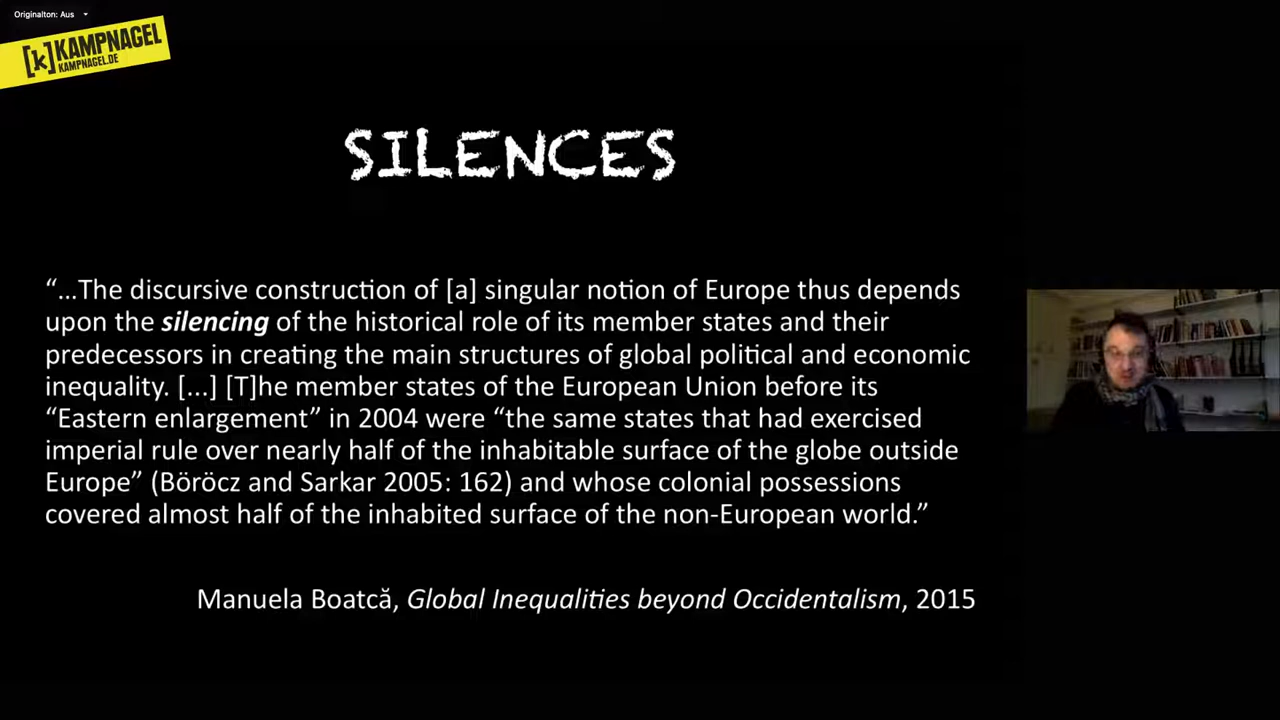 Originalton: Aus
[k] KAMPNAGEL
KAMPNAGEL.DE
SILENCES
“…The discursive construction of [a] singular notion of Europe thus depends
upon the silencing of the historical role of its member states and their
predecessors in creating the main structures of global political and economic
inequality. [...] [T]he member states of the European Union before its
“Eastern enlargement” in 2004 were “the same states that had exercised
imperial rule over nearly half of the inhabitable surface of the globe outside
Europe” (Böröcz and Sarkar 2005: 162) and whose colonial possessions
covered almost half of the inhabited surface of the non-European world.”
Manuela Boatcă, Global Inequalities beyond Occidentalism, 2015